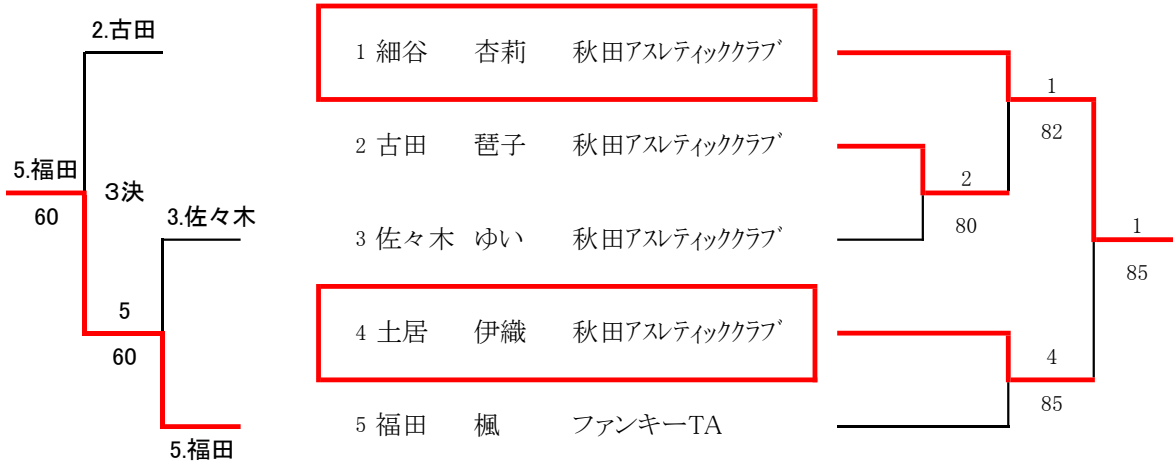 2.古田
1 細谷 杏莉 秋田アスレティッククラブ
1
82
2 古田 琶子 秋田アスレティッククラブ
5.福田
3決
2
60
3.佐々木
80
3 佐々木 ゆい 秋田アスレティッククラブ
1
85
5
4 土居 伊織 秋田アスレティッククラブ
60
4
85
5 福田 楓 ファンキーTA
5.福田